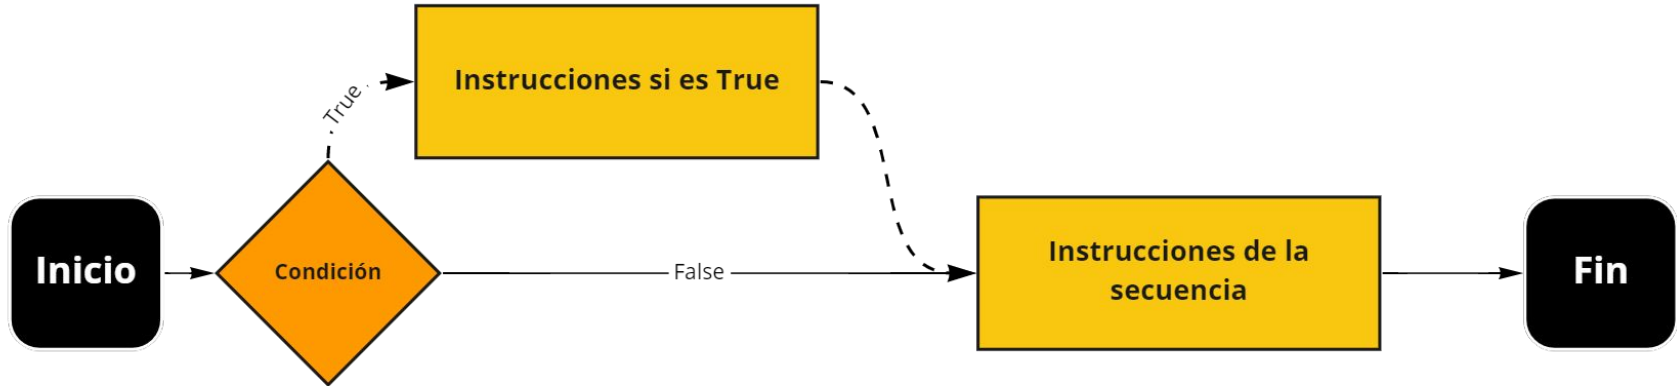 Instrucciones si es True
True
Inicio
Condición
False
Instrucciones de la
secuencia
Fin